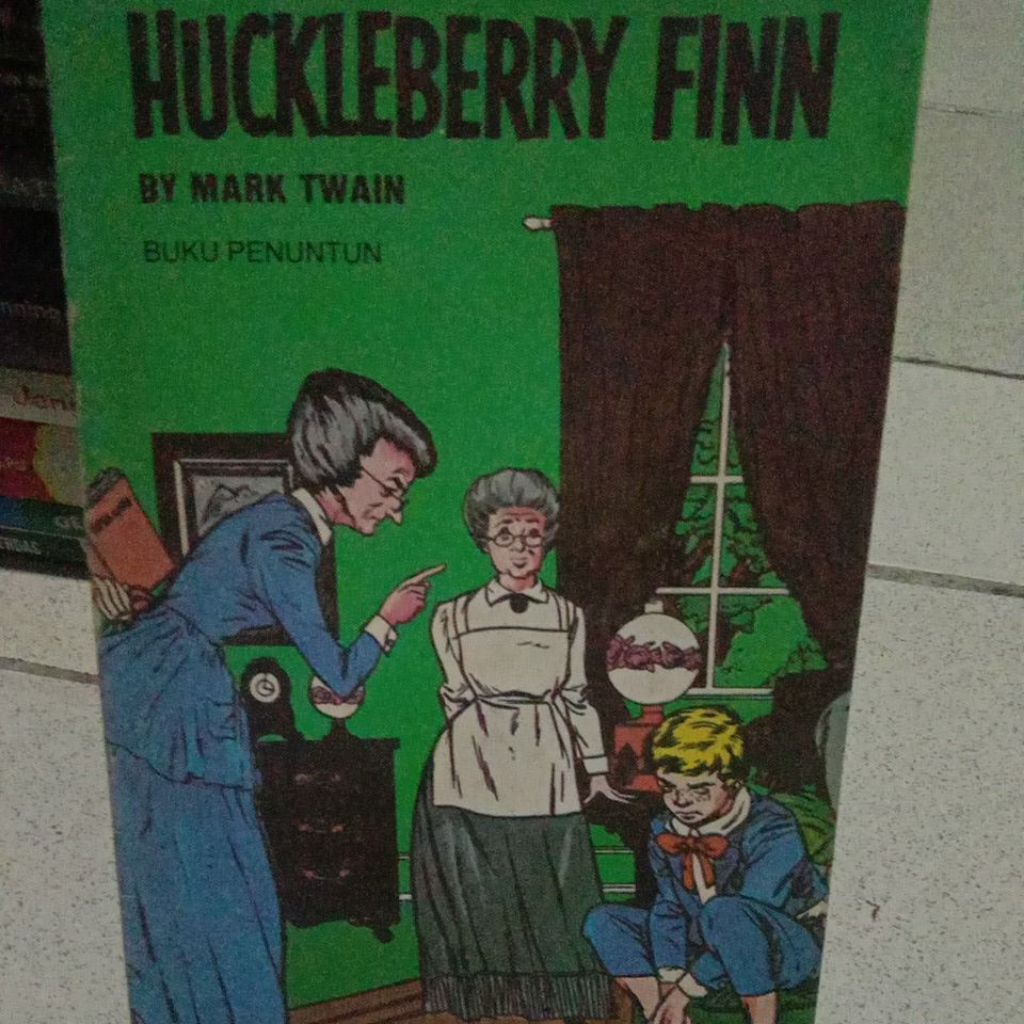 HUCKLEBERRY FINN
BY MARK TWAIN
BUKU PENUNTUN